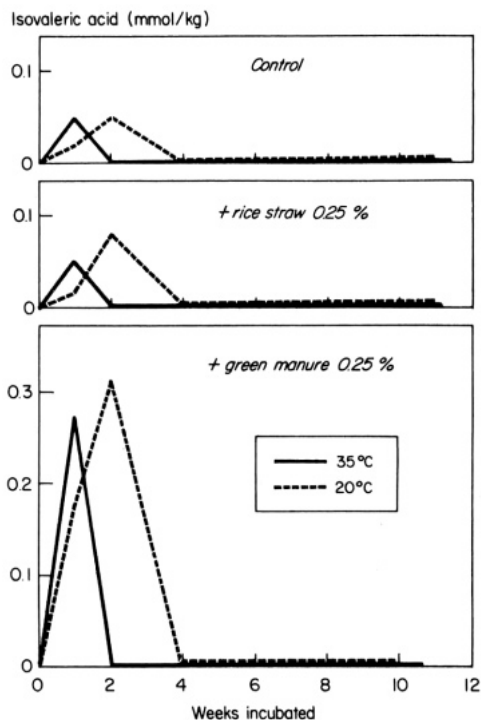 Isovaleric acid (mmol/kg)
Control
0.1
0
+ rice straw 0.25 %
0.1
0
+ green manure 0.25 %
0.3
0.2
0.1
0
35°C
20°C
0 2 4 6 8 10 12
Weeks incubated